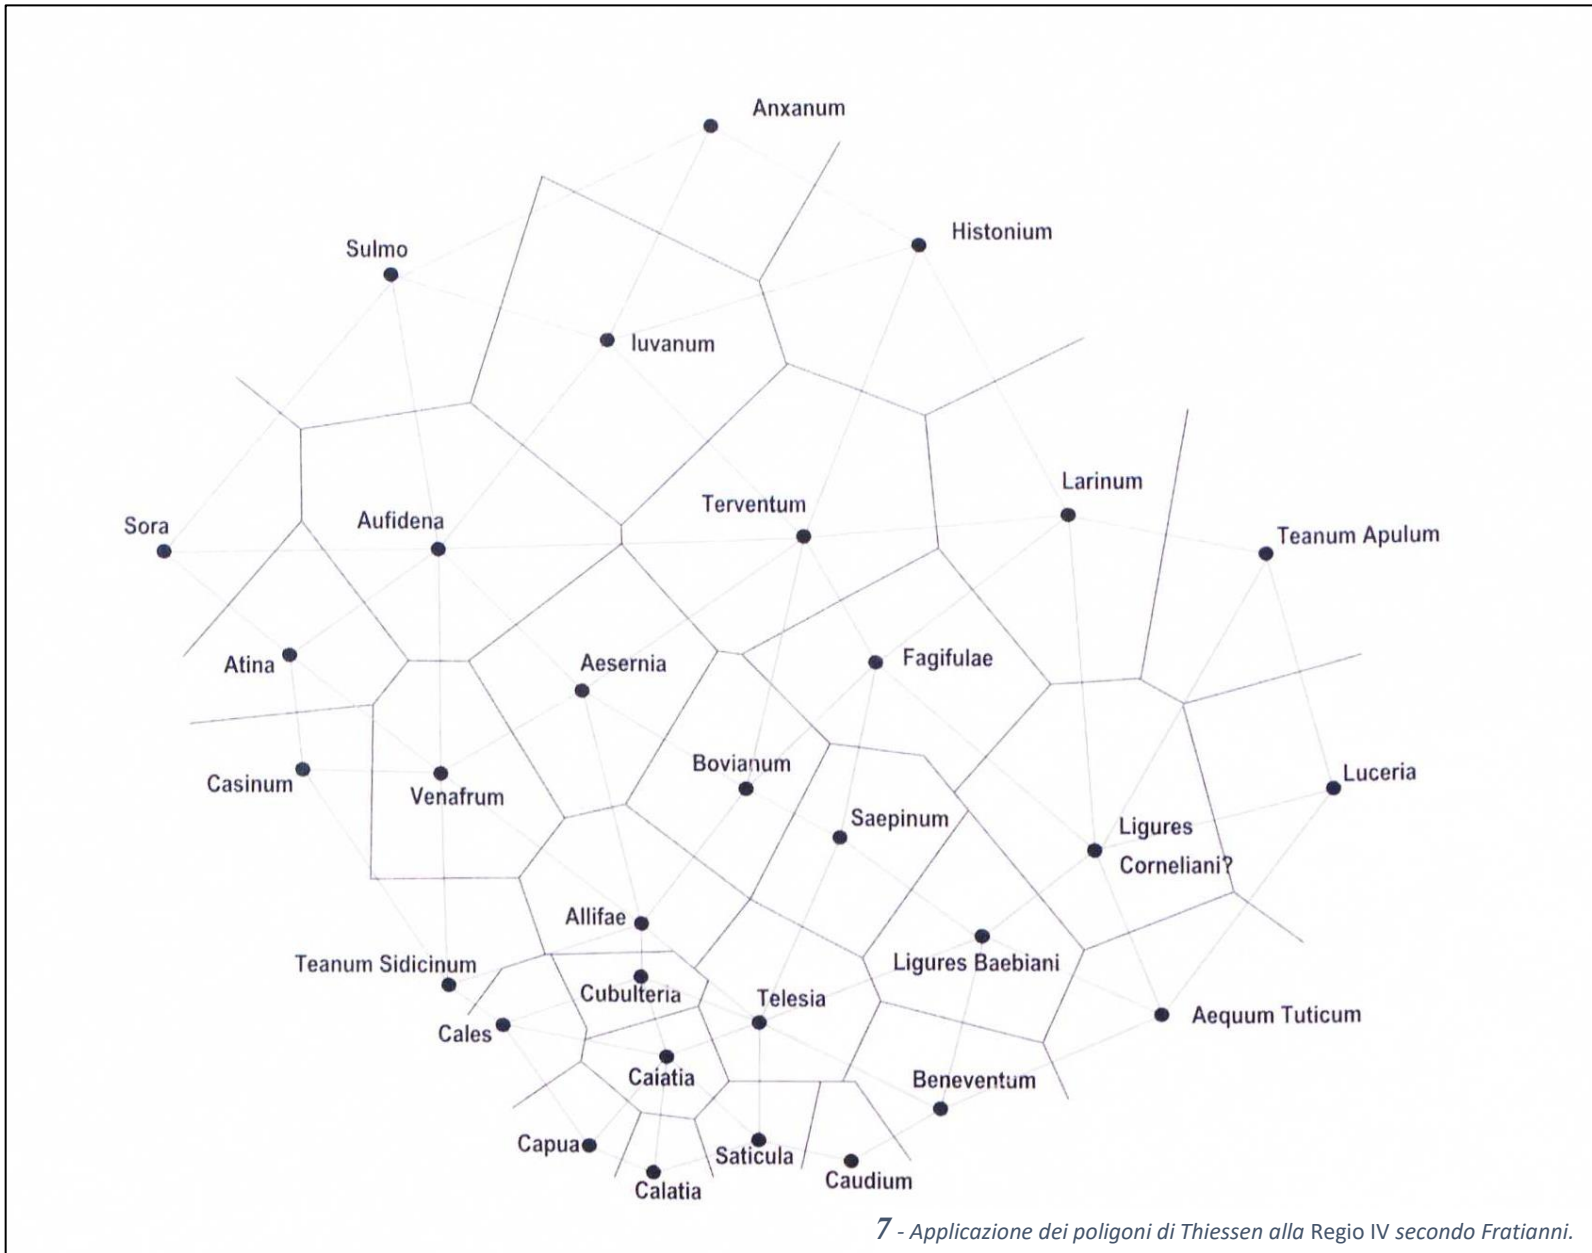 Anxanum
Histonium
Sulmo
Iuvanum
Larinum
Terventum
Sora
Aufidena
Teanum Apulum
Atina
Aesernia
Fagifulae
Casinum
Venafrum
Bovianum
Luceria
Saepinum
Ligures
Corneliani?
Allifae
Teanum Sidicinum
Ligures Baebiani
Cubulteria
Telesia
Cales
Aequum Tuticum
Caiatia
Beneventum
Capua
Saticula
Calatia
Caudium
7 - Applicazione dei poligoni di Thiessen alla Regio IV secondo Fratianni.